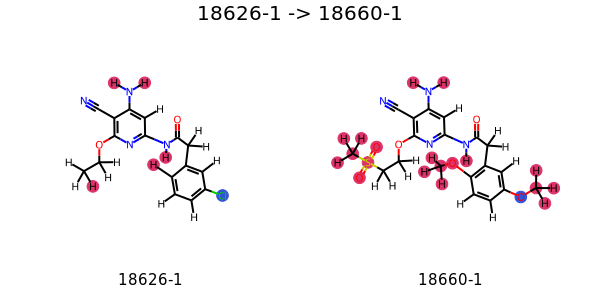 18626-1 -> 18660-1
H H H H
N N N H N N N H
O O
O N N H O N N H
H H H H H H O H H
H H H H H H O H O H H H
H H H S O H H H H O H
H H H H H H
18626-1 18660-1